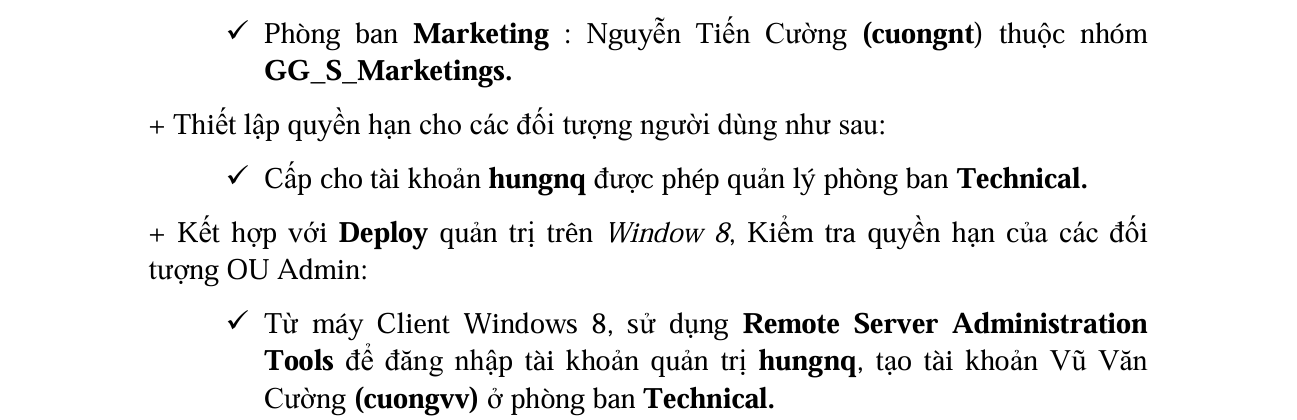 ✓ Phòng ban Marketing : Nguyễn Tiến Cường (cuongnt) thuộc nhóm
GG_S_Marketings.
+ Thiết lập quyền hạn cho các đối tượng người dùng như sau:
✓ Cấp cho tài khoản hungnq được phép quản lý phòng ban Technical.
+ Kết hợp với Deploy quản trị trên Window 8, Kiểm tra quyền hạn của các đối
tượng OU Admin:
✓ Từ máy Client Windows 8, sử dụng Remote Server Administration
Tools để đăng nhập tài khoản quản trị hungnq, tạo tài khoản Vũ Văn
Cường (cuongvv) ở phòng ban Technical.